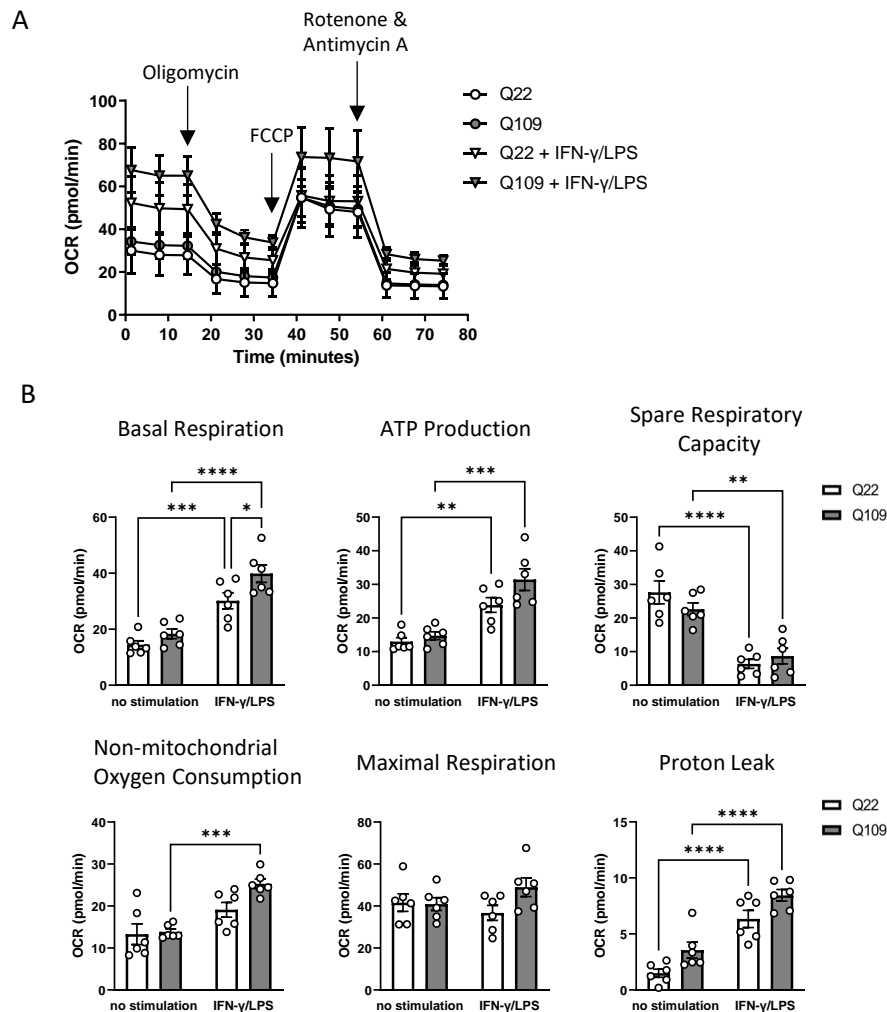 A
Rotenone &
Antimycin A
Oligomycin
FCCP
Q22
Q109
Q22 + IFN-γ/LPS
Q109 + IFN-γ/LPS
OCR (pmol/min)
100
80
60
40
20
0
0 10 20 30 40 50 60 70 80
Time (minutes)
B
Basal Respiration
**** 
*** *
OCR (pmol/min)
60
40
20
0
no stimulation IFN-γ/LPS
ATP Production
***
**
OCR (pmol/min)
50
40
30
20
10
0
no stimulation IFN-γ/LPS
Spare Respiratory
Capacity
**
****
OCR (pmol/min)
50
40
30
20
10
0
no stimulation IFN-γ/LPS
Q22
Q109
Non-mitochondrial
Oxygen Consumption
***
OCR (pmol/min)
40
30
20
10
0
no stimulation IFN-γ/LPS
Maximal Respiration
OCR (pmol/min)
80
60
40
20
0
no stimulation IFN-γ/LPS
Proton Leak
****
****
OCR (pmol/min)
15
10
5
0
no stimulation IFN-γ/LPS
Q22
Q109